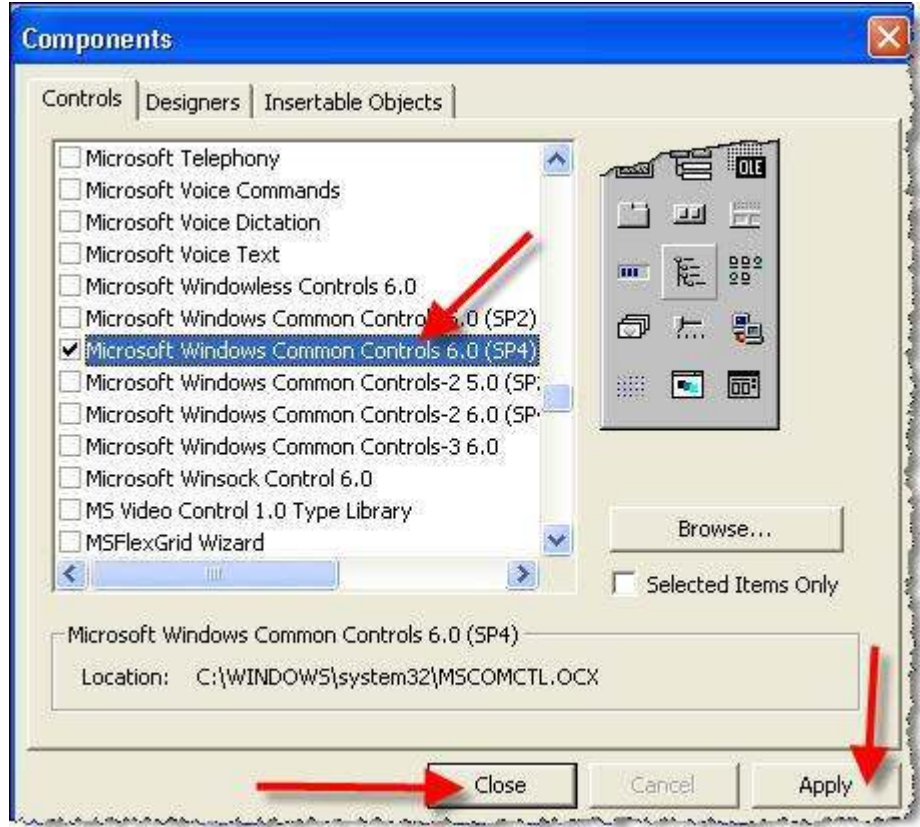 Components
Controls Designers Insertable Objects
Microsoft Telephony
Microsoft Voice Commands
Microsoft Voice Dictation
Microsoft Voice Text
Microsoft Windowless Controls 6.0
Microsoft Windows Common Controls 5.0 (SP2)
Microsoft Windows Common Controls 6.0 (SP4)
Microsoft Windows Common Controls-2 5.0 (SP
Microsoft Windows Common Controls-2 6.0 (SP
Microsoft Windows Common Controls-3 6.0
Microsoft Winsock Control 6.0
MS Video Control 1.0 Type Library
MSFlexGrid Wizard
OLE
Browse...
Selected Items Only
Microsoft Windows Common Controls 6.0 (SP4)
Location: C:\WINDOWS\system32\MSCOMCTL.OCX
Close Cancel Apply